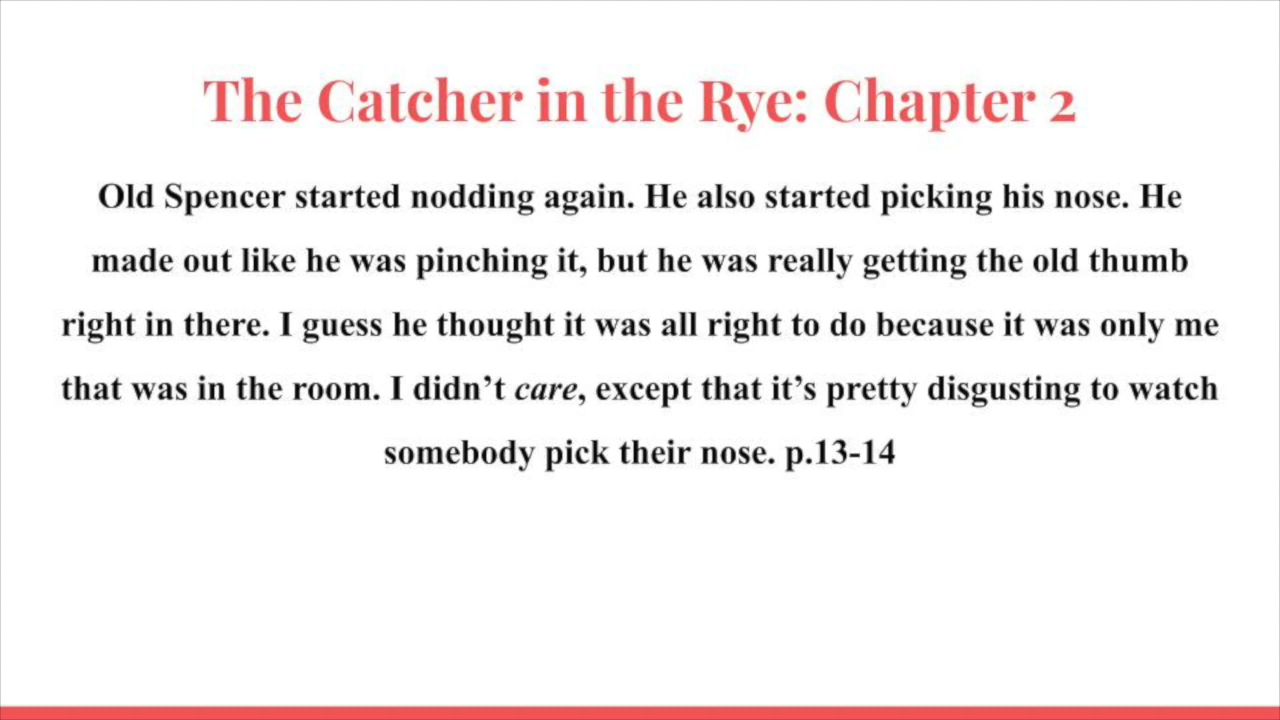 The Catcher in the Rye: Chapter 2
Old Spencer started nodding again. He also started picking his nose. He
made out like he was pinching it, but he was really getting the old thumb
right in there. I guess he thought it was all right to do because it was only me
that was in the room. I didn’t care, except that it’s pretty disgusting to watch
somebody pick their nose. p.13-14